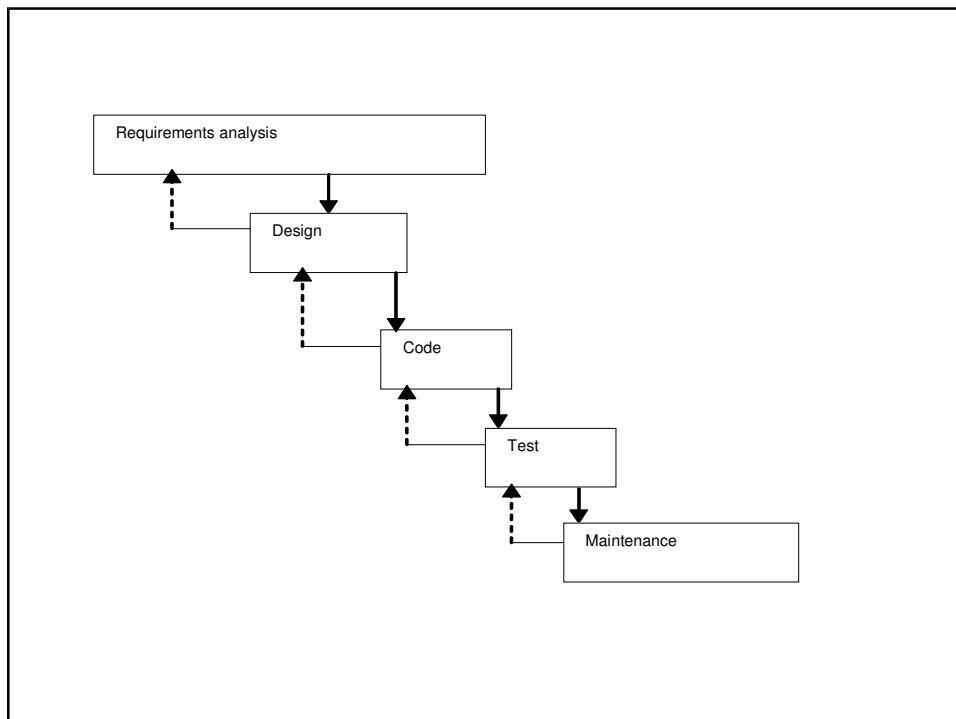 Requirements analysis
Design
Code
Test
Maintenance